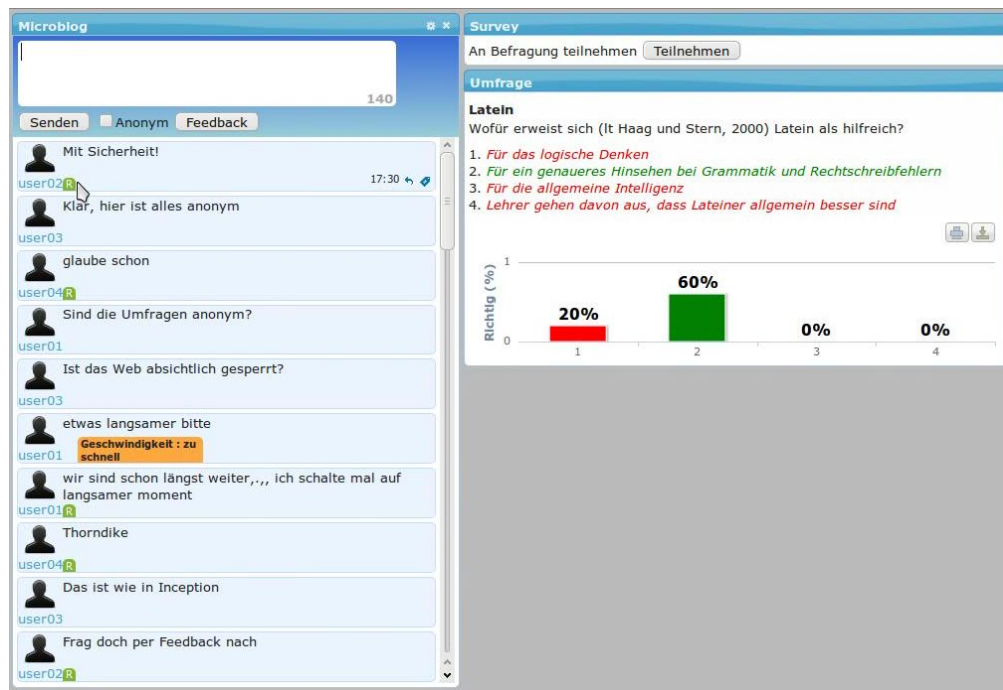 Microblog
140
Senden Anonym Feedback
Mit Sicherheit!
user02 R 17:30
Klar, hier ist alles anonym
user03
glaube schon
user04 R
Sind die Umfragen anonym?
user01
Ist das Web absichtlich gesperrt?
user03
etwas langsamer bitte
Geschwindigkeit : zu
schnell
user01
wir sind schon längst weiter,.,, ich schalte mal auf
langsamer moment
user01 R
Thorndike
user04 R
Das ist wie in Inception
user03
Frag doch per Feedback nach
user02 R
Survey
An Befragung teilnehmen Teilnehmen
Umfrage
Latein
Wofür erweist sich (lt Haag und Stern, 2000) Latein als hilfreich?
1. Für das logische Denken
2. Für ein genaueres Hinsehen bei Grammatik und Rechtschreibfehlern
3. Für die allgemeine Intelligenz
4. Lehrer gehen davon aus, dass Lateiner allgemein besser sind
Richtig (%)
1
0
20%
60%
0%
0%
1 2 3 4